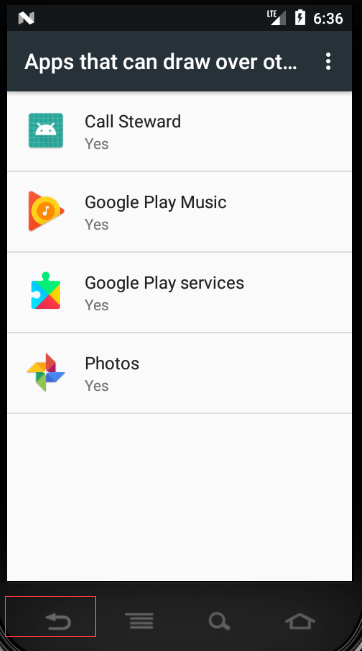 LTE 6:36
Apps that can draw over ot...
Call Steward
Yes
Google Play Music
Yes
Google Play services
Yes
Photos
Yes